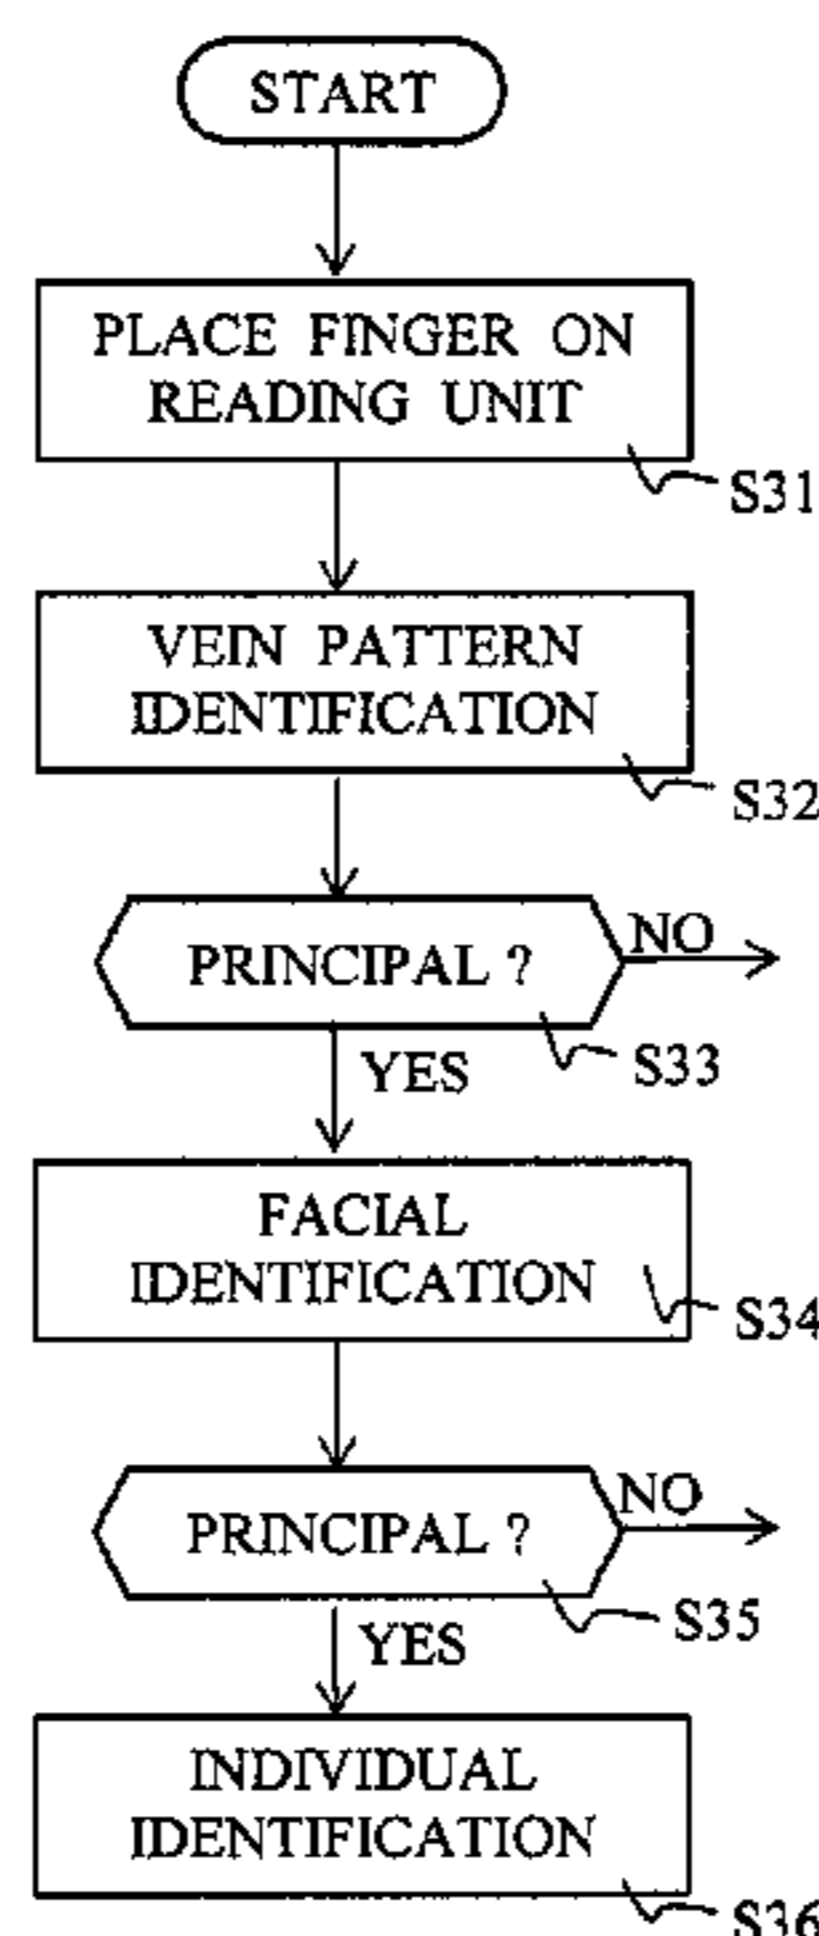 START
PLACE FINGER ON
READING UNIT
S31
VEIN PATTERN
IDENTIFICATION
S32
PRINCIPAL ?
NO
S33
YES
FACIAL
IDENTIFICATION
S34
PRINCIPAL ?
NO
S35
YES
INDIVIDUAL
IDENTIFICATION
S36